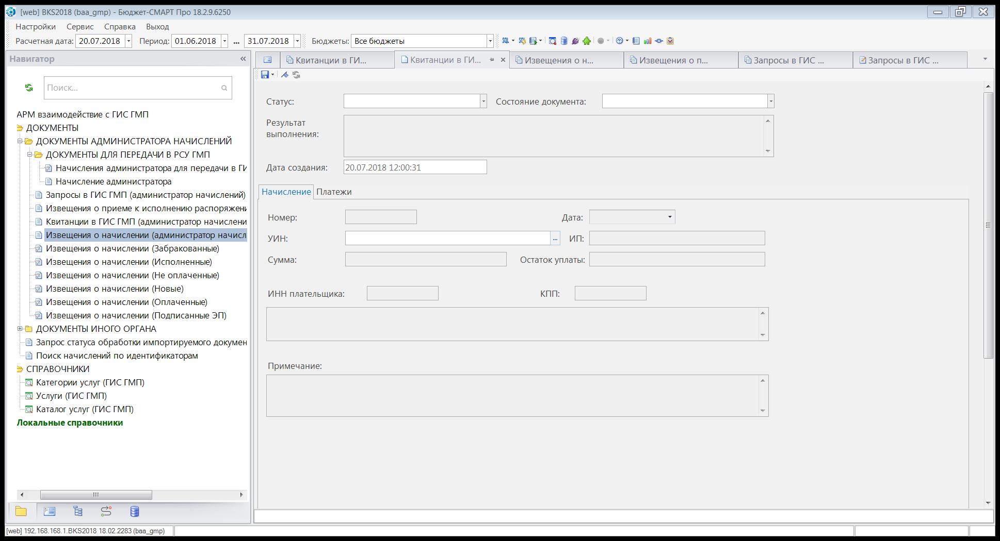 [web] BKS2018 (baa_gmp) - Бюджет-СМАРТ Про 18.2.9.6250
Настройки Сервис Справка Выход
Расчетная дата: 20.07.2018 Период: 01.06.2018 ... 31.07.2018 Бюджеты: Все бюджеты
Навигатор
Поиск...
АРМ взаимодействие с ГИС ГМП
ДОКУМЕНТЫ
ДОКУМЕНТЫ АДМИНИСТРАТОРА НАЧИСЛЕНИЙ
ДОКУМЕНТЫ ДЛЯ ПЕРЕДАЧИ В РСУ ГМП
Начисления администратора для передачи в ГИ
Начисление администратора
Запросы в ГИС ГМП (администратор начислений)
Извещения о приеме к исполнению распоряжени
Квитанции в ГИС ГМП (администратор начислени
Извещения о начислении (администратор начисл
Извещения о начислении (Забракованные)
Извещения о начислении (Исполненные)
Извещения о начислении (Не оплаченные)
Извещения о начислении (Новые)
Извещения о начислении (Оплаченные)
Извещения о начислении (Подписанные ЭП)
ДОКУМЕНТЫ ИНОГО ОРГАНА
Запрос статуса обработки импортируемого докумен
Поиск начислений по идентификаторам
СПРАВОЧНИКИ
Категории услуг (ГИС ГМП)
Услуги (ГИС ГМП)
Каталог услуг (ГИС ГМП)
Локальные справочники
Квитанции в ГИ... Квитанции в ГИ... Извещения о н... Извещения о п... Запросы в ГИС ... Запросы в ГИС ...
Статус: Состояние документа:
Результат
выполнения:
Дата создания: 20.07.2018 12:00:31
Начисление Платежи
Номер: Дата:
УИН: ... ИП:
Сумма: Остаток уплаты:
ИНН плательщика: КПП:
Примечание:
[web] 192.168.168.1.BKS2018 18.02.2283 (baa_gmp)